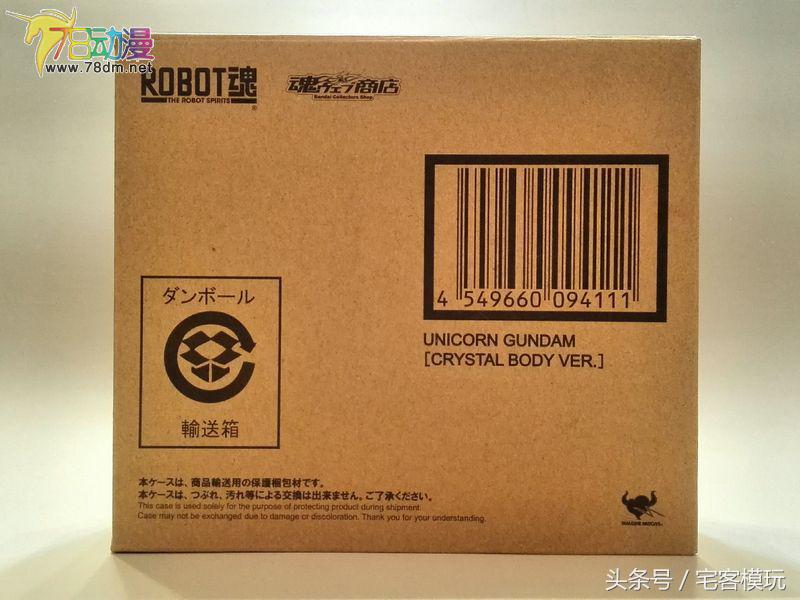 78动漫
www.78dm.net
ROBOT魂
THE ROBOT SPIRITS
®
魂ウェブ商店
Bandai Collectors Shop
4 549660 094111
UNICORN GUNDAM
[CRYSTAL BODY VER.]
ダンボール
輸送箱
本ケースは、商品輸送用の保護梱包材です。
本ケースは、つぶれ、汚れ等による交換は出来ません。ご了承ください。
This case is used solely for the purpose of protecting product during shipment.
Case may not be exchanged due to damage or discoloration. Thank you for your understanding.
TAMASHII NATIONS
头条号 / 宅客模玩